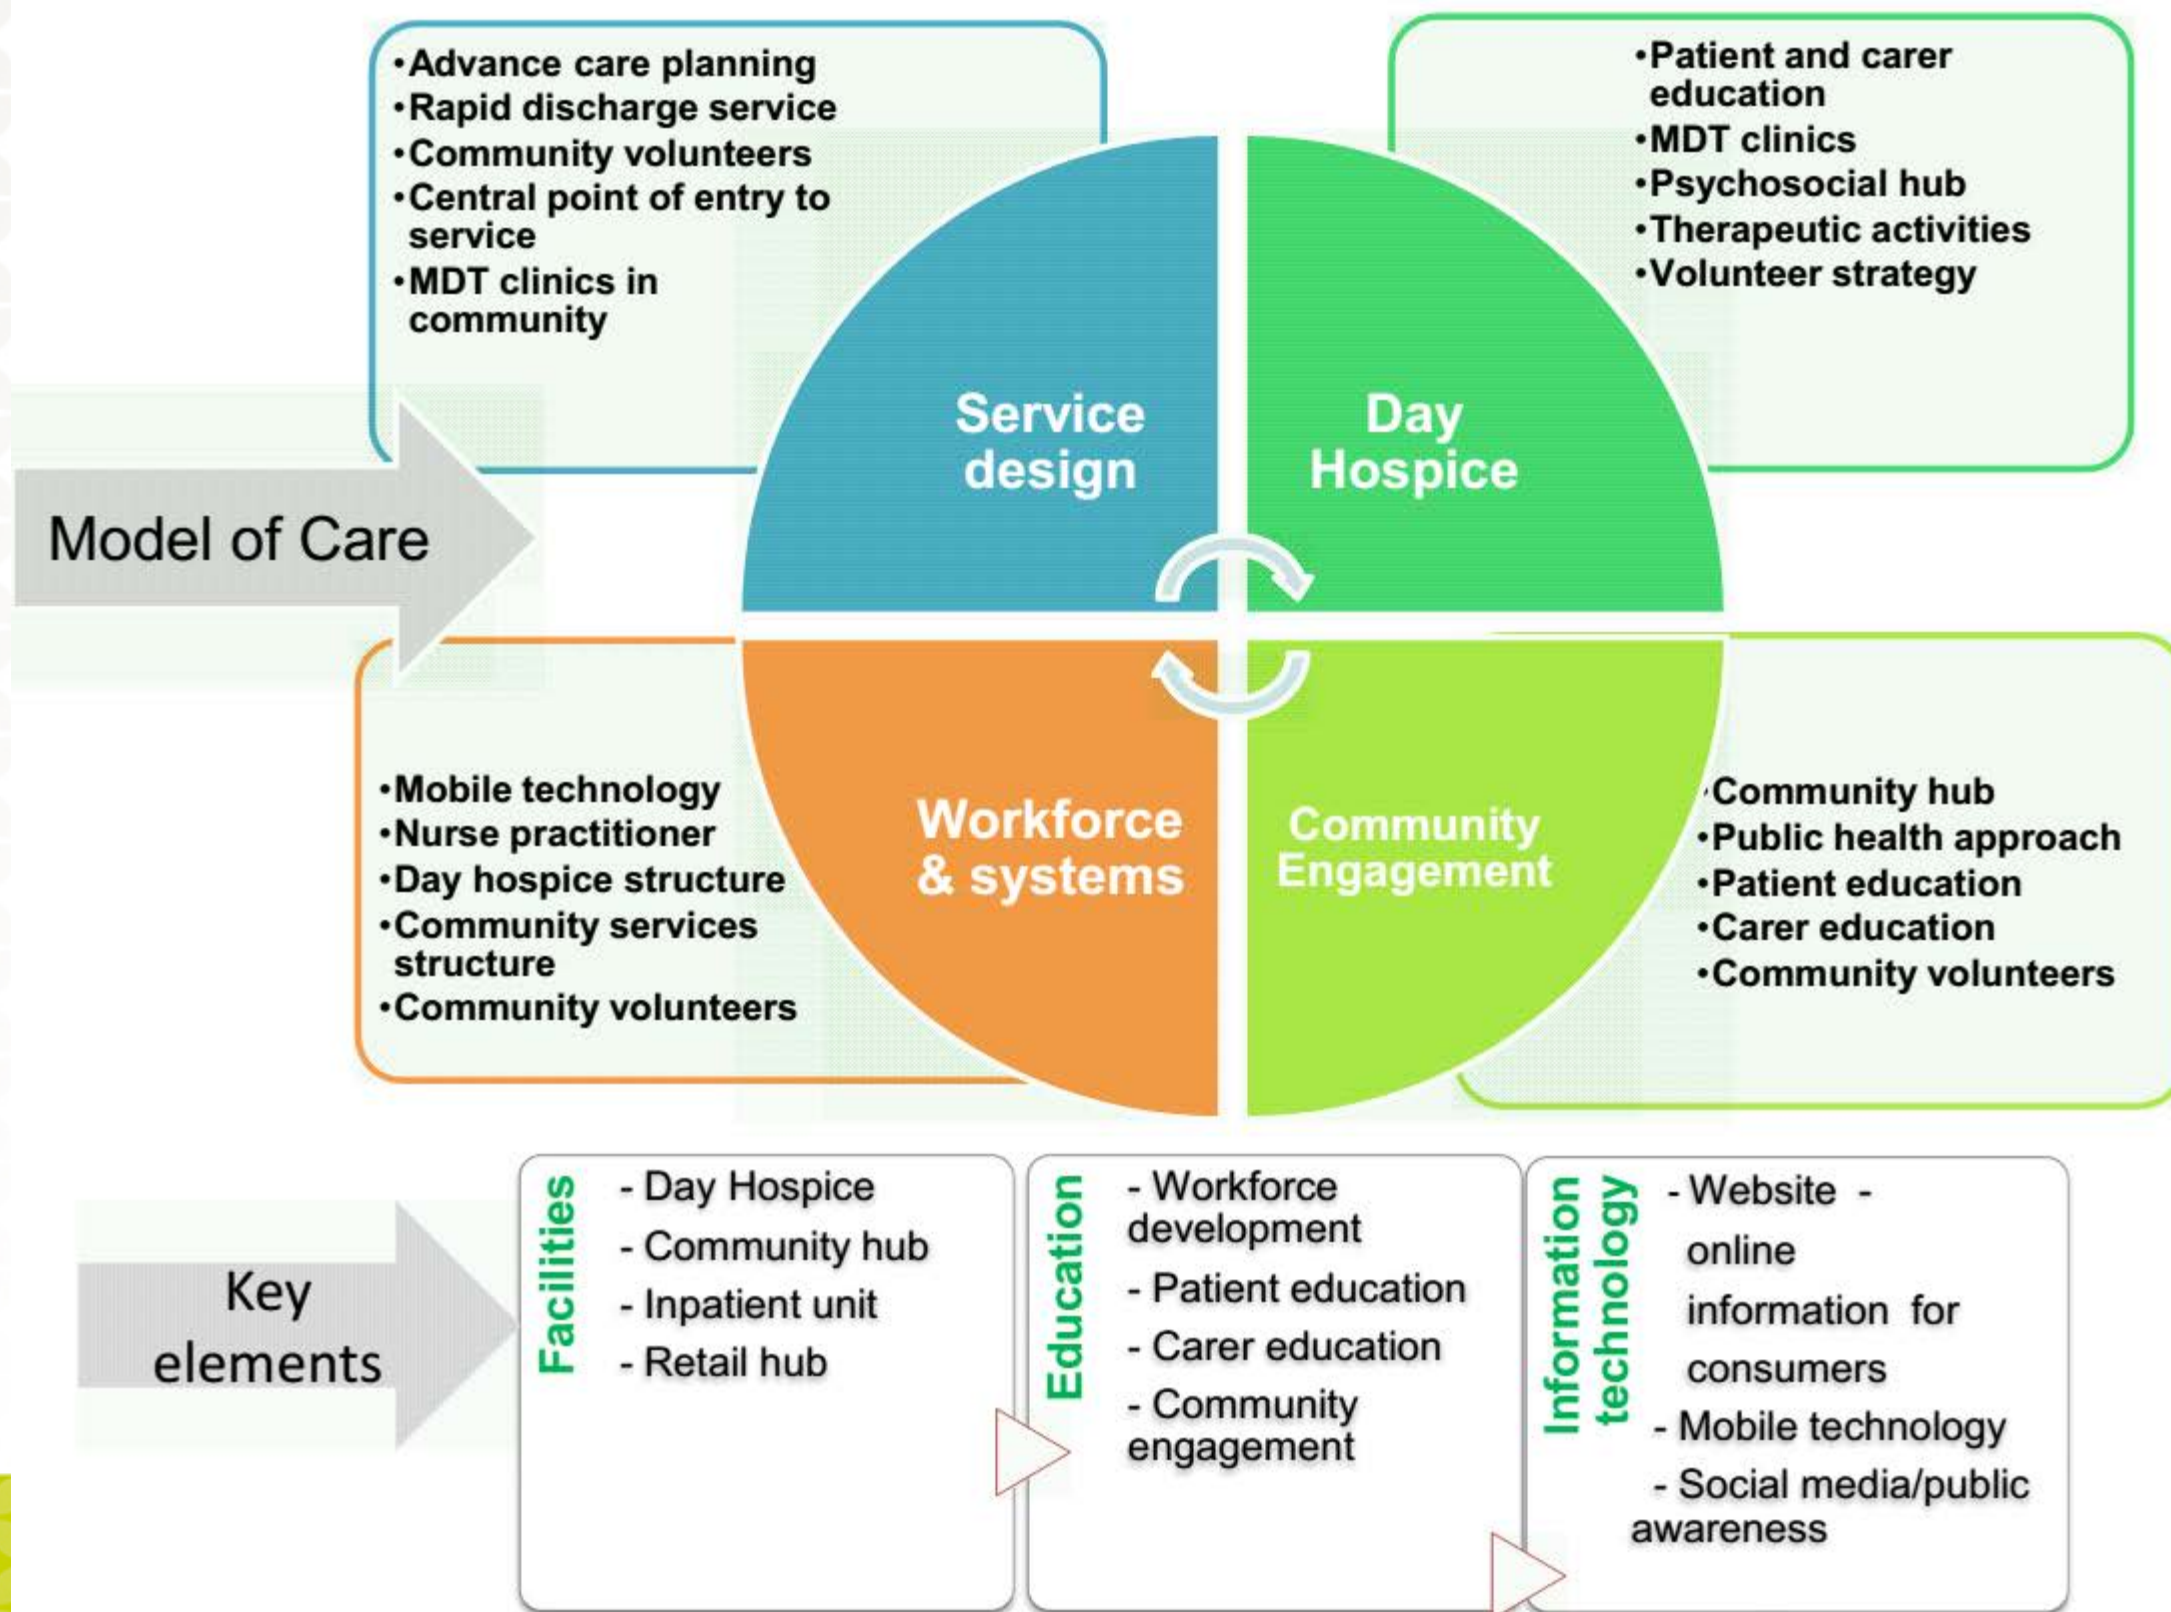 •Advance care planning
•Rapid discharge service
•Community volunteers
•Central point of entry to
service
•MDT clinics in
community
•Patient and carer
education
•MDT clinics
•Psychosocial hub
•Therapeutic activities
•Volunteer strategy
Service
design
Day
Hospice
Model of Care
•Mobile technology
•Nurse practitioner
•Day hospice structure
•Community services
structure
•Community volunteers
Workforce
& systems
Community
Engagement
•Community hub
•Public health approach
•Patient education
•Carer education
•Community volunteers
Key
elements
Facilities
- Day Hospice
- Community hub
- Inpatient unit
- Retail hub
Education
- Workforce
development
- Patient education
- Carer education
- Community
engagement
Information
technology
- Website -
online
information for
consumers
- Mobile technology
- Social media/public
awareness